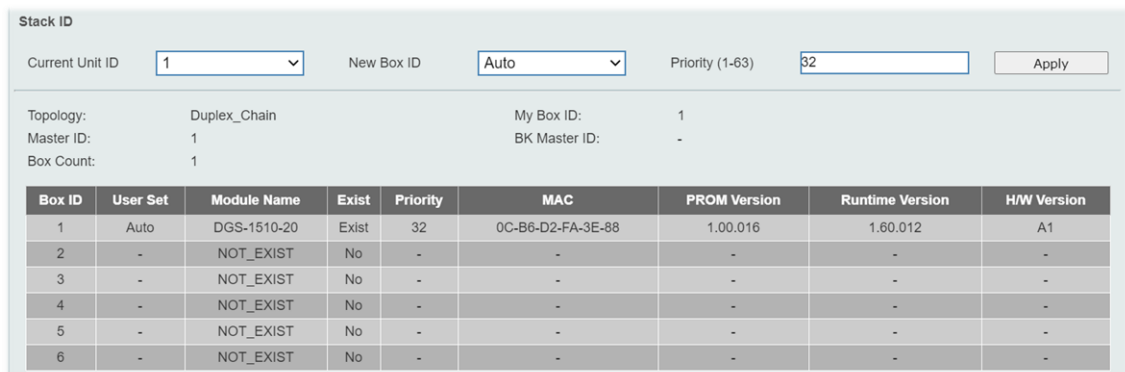 Stack ID
Current Unit ID 1 New Box ID Auto Priority (1-63) 32 Apply
Topology: Duplex_Chain My Box ID: 1
Master ID: 1 BK Master ID: -
Box Count: 1
Box ID User Set Module Name Exist Priority MAC PROM Version Runtime Version H/W Version
1 Auto DGS-1510-20 Exist 32 0C-B6-D2-FA-3E-88 1.00.016 1.60.012 A1
2 - NOT_EXIST No - - - - -
3 - NOT_EXIST No - - - - -
4 - NOT_EXIST No - - - - -
5 - NOT_EXIST No - - - - -
6 - NOT_EXIST No - - - - -